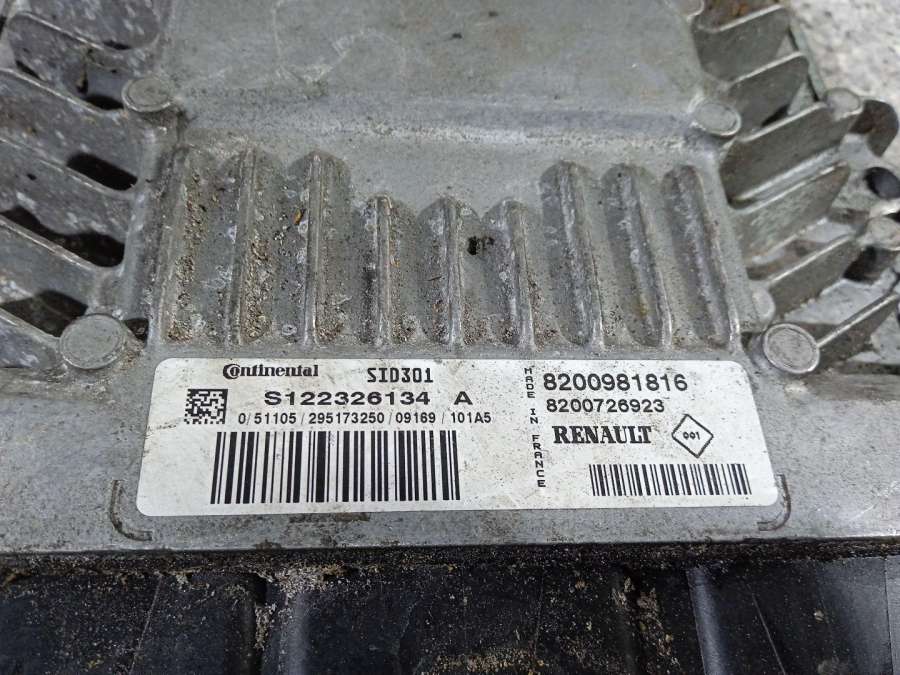 Continental SID301
S122326134 A
0/51105/295173250/09169/101A5
MADE IN FRANCE
8200981816
8200726923
RENAULT 001